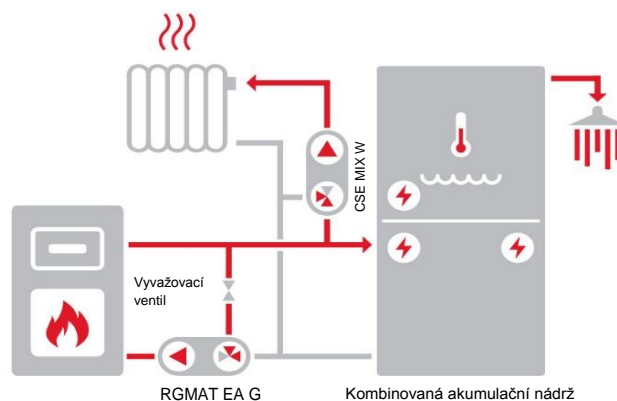 CSE MIX W
Vyvažovací
ventil
RGMAT EA G
Kombinovaná akumulační nádrž